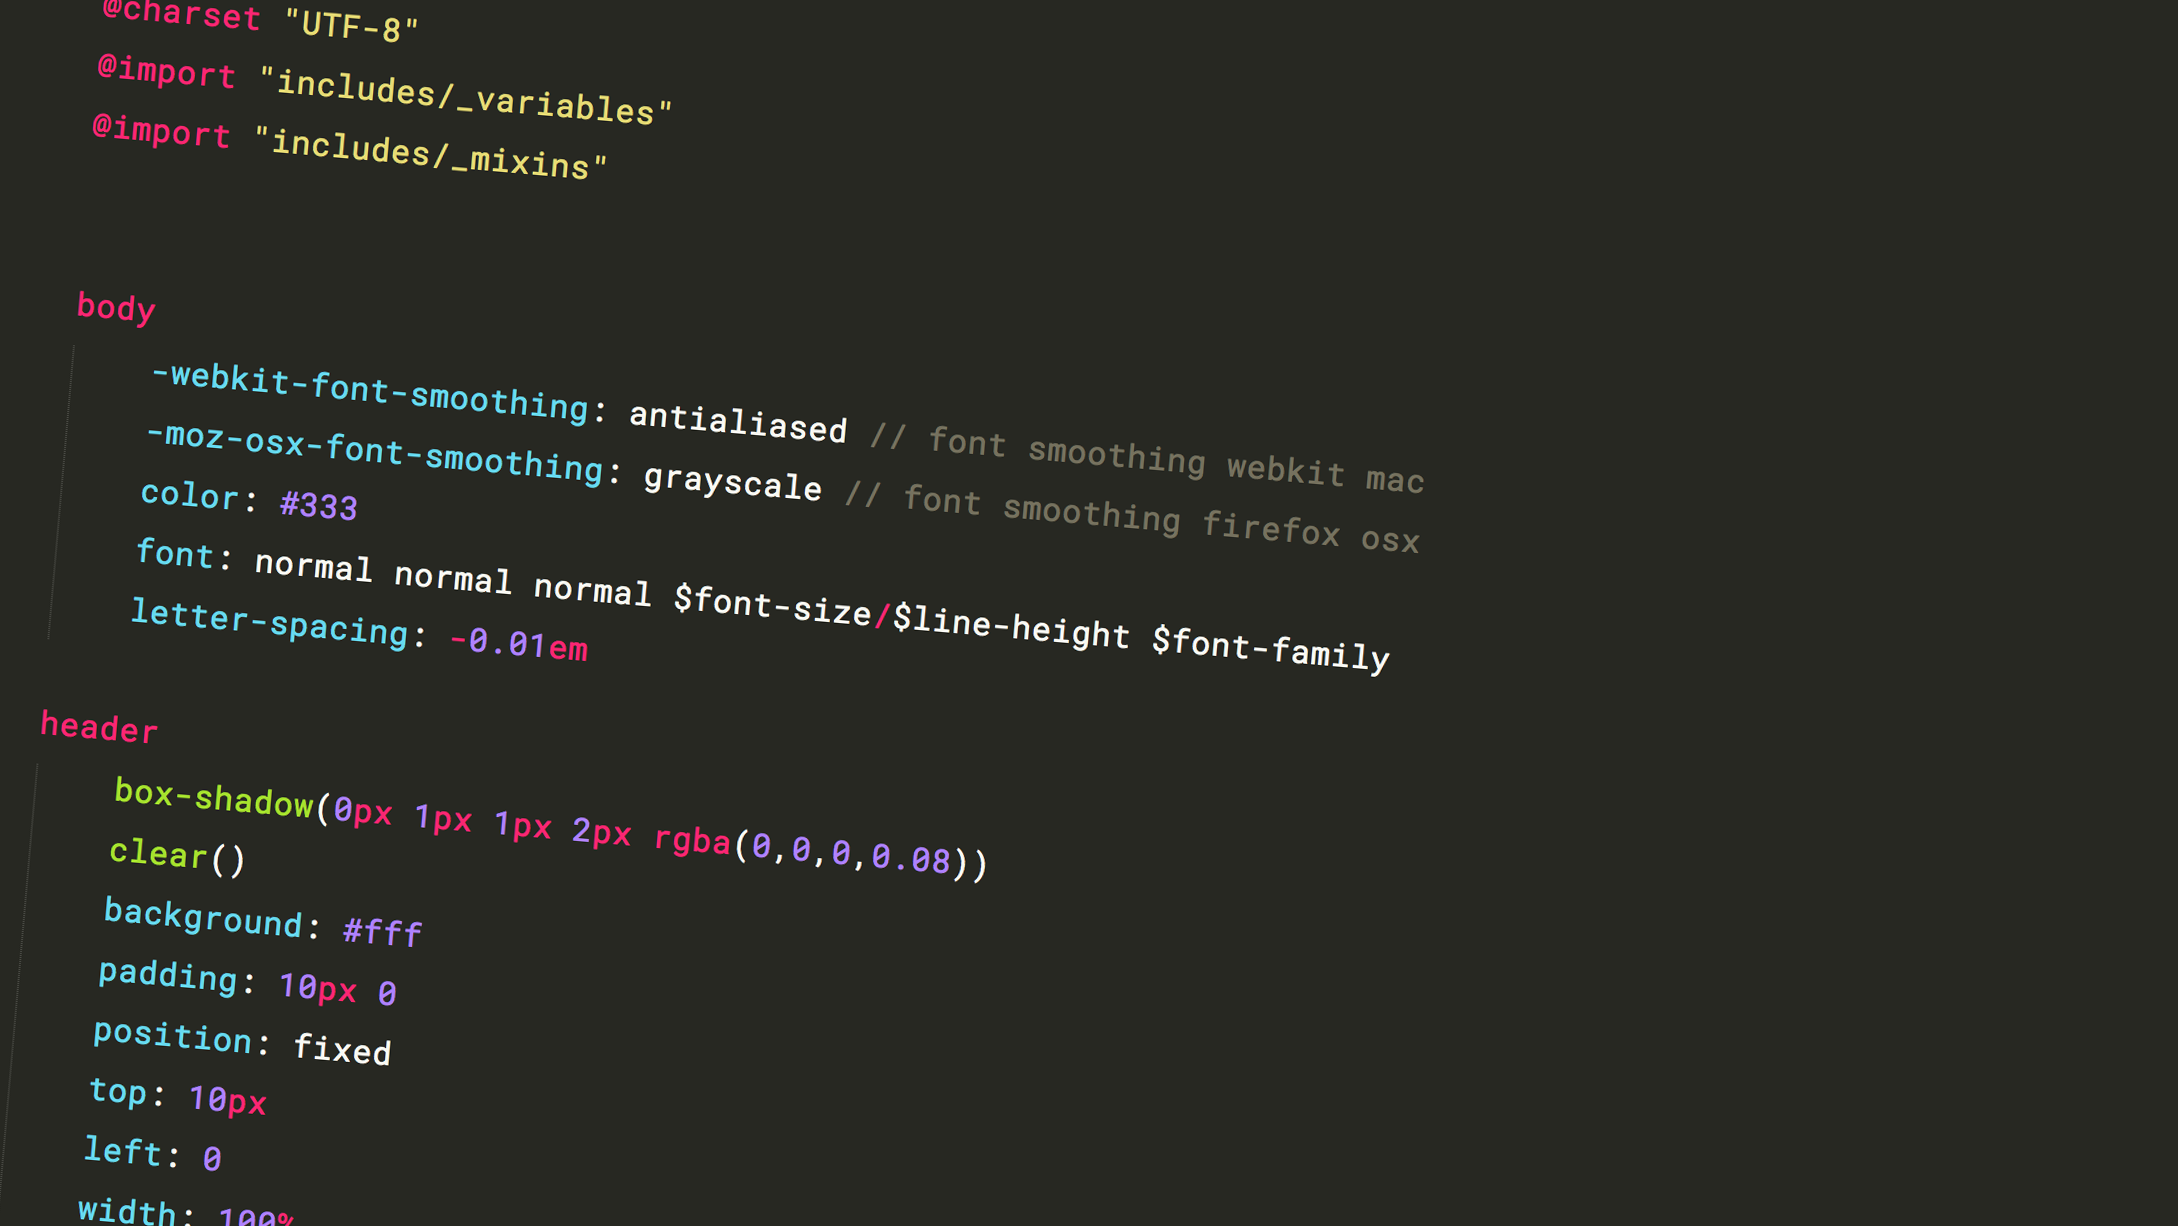 @charset "UTF-8"
@import "includes/_variables"
@import "includes/_mixins"
body
-webkit-font-smoothing: antialiased // font smoothing webkit mac
-moz-osx-font-smoothing: grayscale // font smoothing firefox osx
color: #333
font: normal normal normal $font-size/$line-height $font-family
letter-spacing: -0.01em
header
box-shadow(0px 1px 1px 2px rgba(0,0,0,0.08))
clear()
background: #fff
padding: 10px 0
position: fixed
top: 10px
left: 0
width: 100%